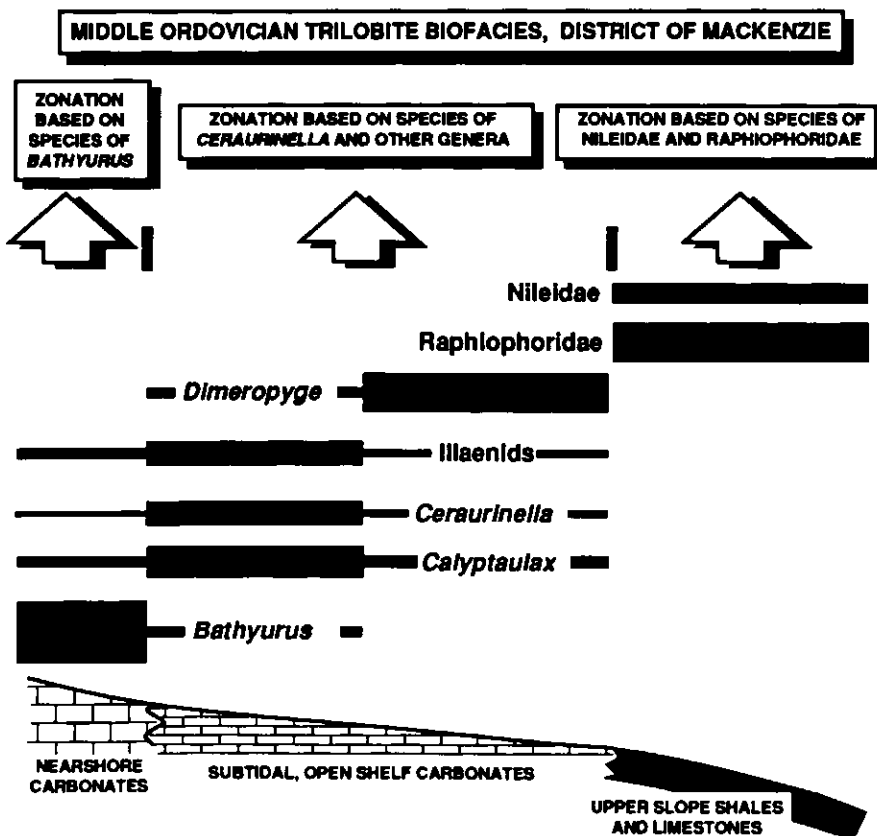 MIDDLE ORDOVICIAN TRILOBITE BIOFACIES, DISTRICT OF MACKENZIE
ZONATION
BASED ON
SPECIES OF
BATHYURUS
ZONATION BASED ON SPECIES OF
CERAURINELLA AND OTHER GENERA
ZONATION BASED ON SPECIES OF
NILEIDAE AND RAPHIOPHORIDAE
Nileidae
Raphiophoridae
Dimeropyge
Illaenids
Ceraurinella
Calyptaulax
Bathyurus
NEARSHORE
CARBONATES
SUBTIDAL, OPEN SHELF CARBONATES
UPPER SLOPE SHALES
AND LIMESTONES